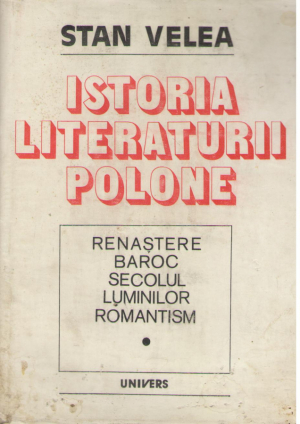 STAN VELEA
ISTORIA
LITERATURII
POLONE
RENAȘTERE
BAROC
SECOLUL
LUMINILOR
ROMANTISM
•
UNIVERS